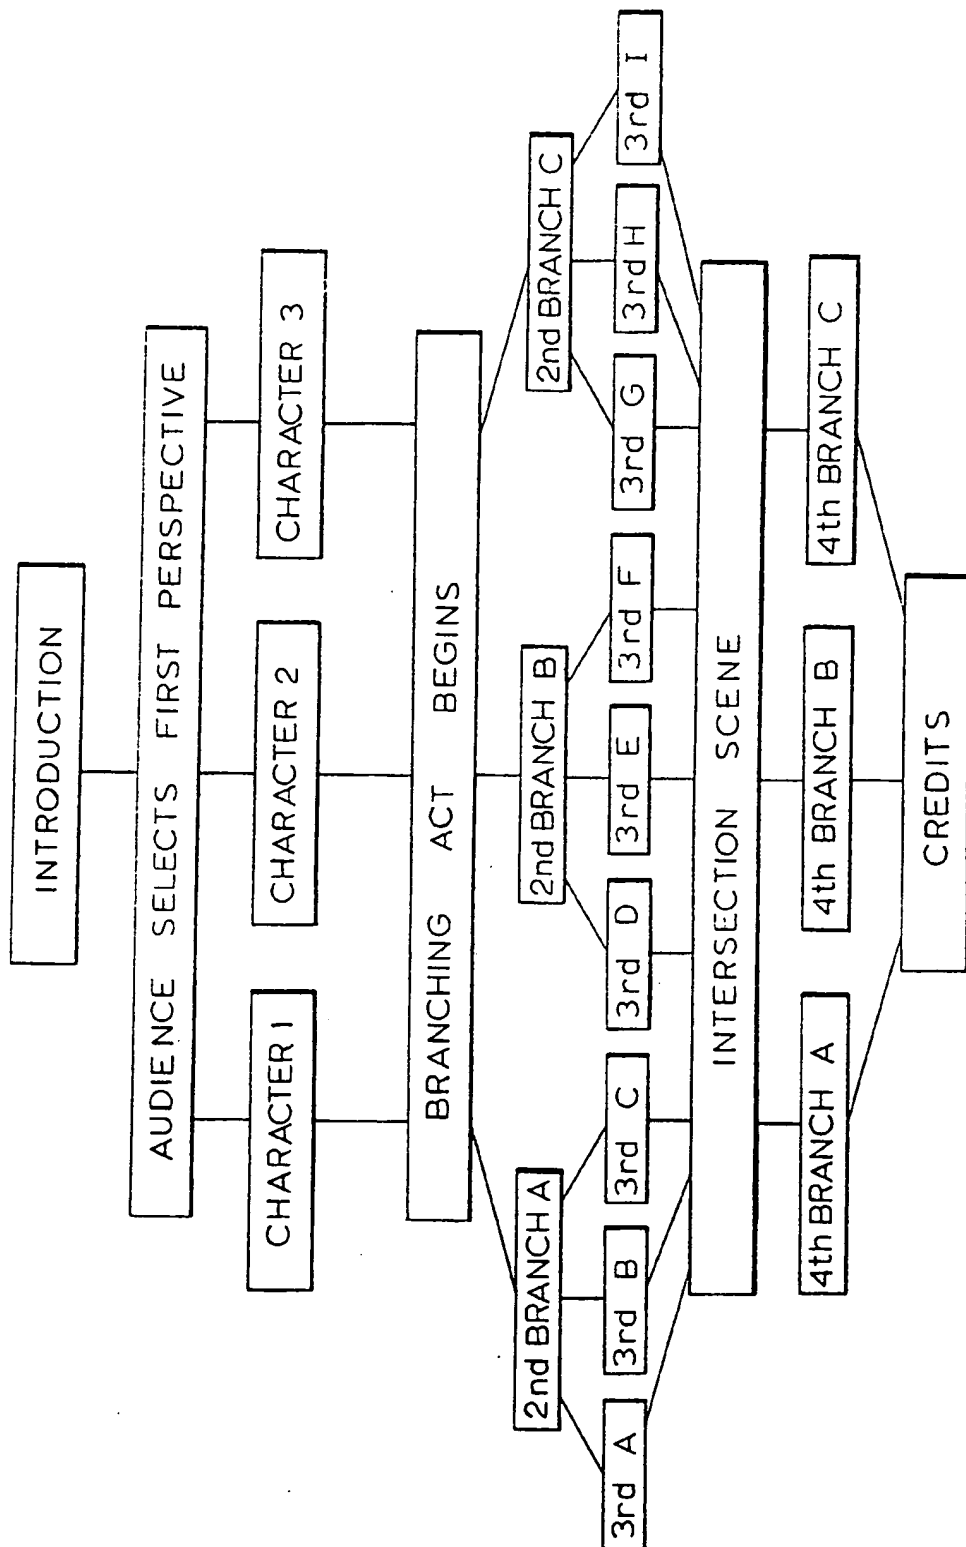 INTRODUCTION
AUDIENCE SELECTS FIRST PERSPECTIVE
CHARACTER 1
CHARACTER 2
CHARACTER 3
BRANCHING ACT BEGINS
2nd BRANCH A
2nd BRANCH B
2nd BRANCH C
3rd A
3rd B
3rd C
3rd D
3rd E
3rd F
3rd G
3rd H
3rd I
INTERSECTION SCENE
4th BRANCH A
4th BRANCH B
4th BRANCH C
CREDITS